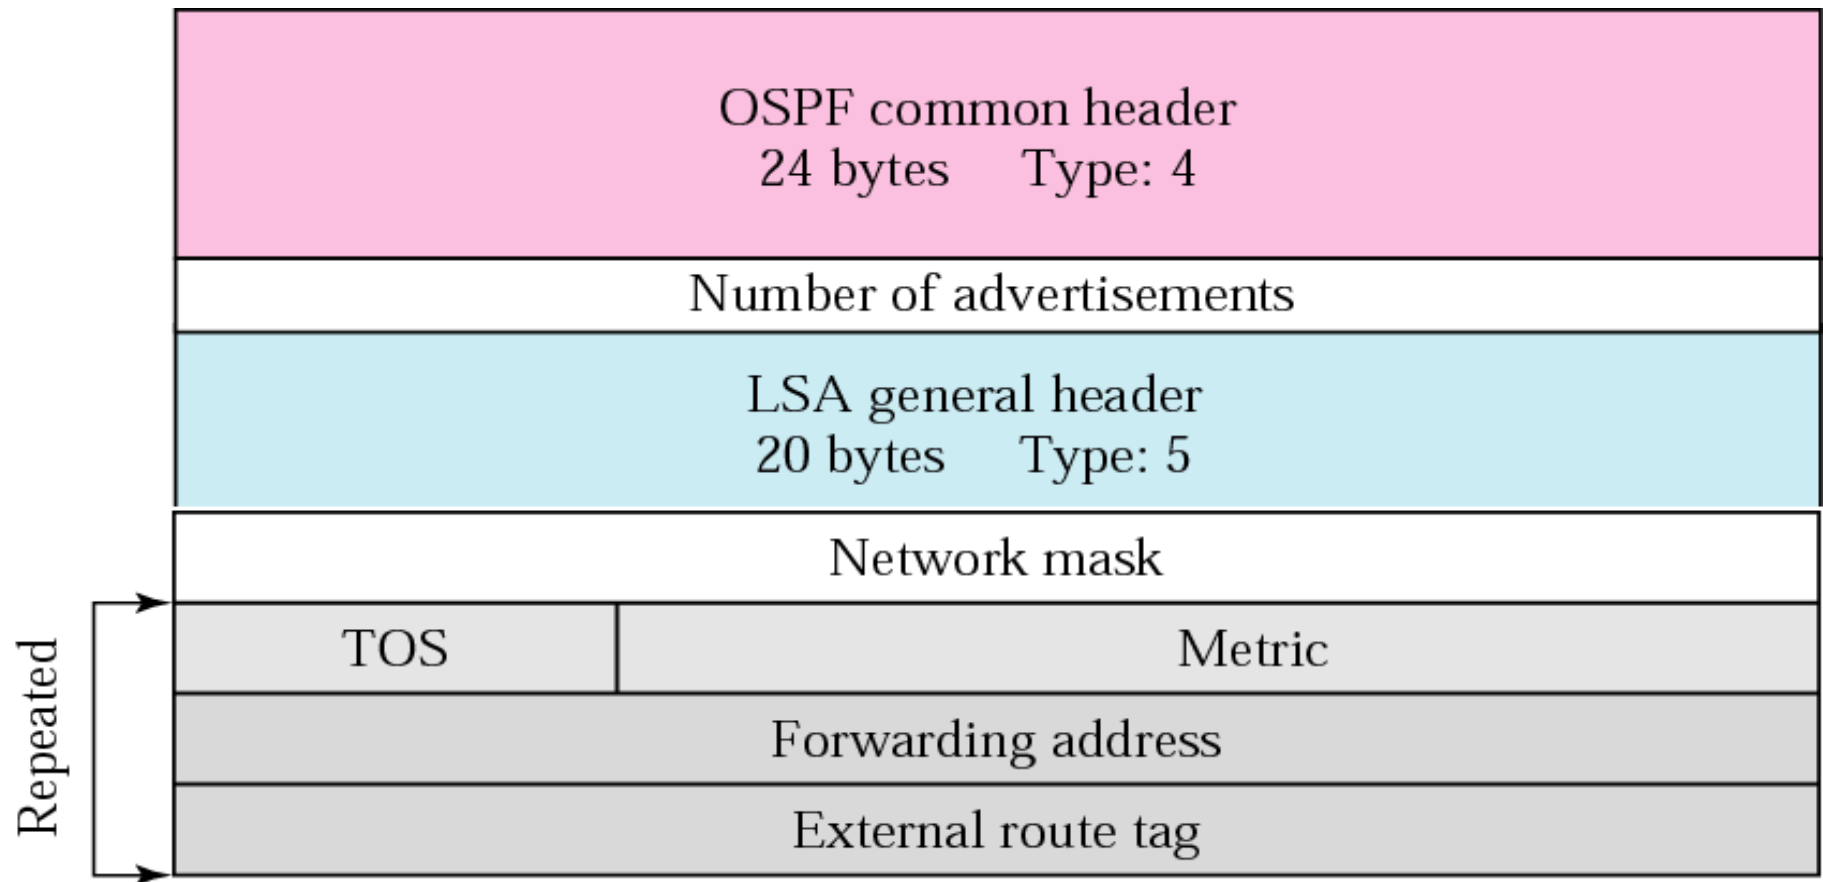 OSPF common header
24 bytes Type: 4
Number of advertisements
LSA general header
20 bytes Type: 5
Network mask
Repeated
TOS Metric
Forwarding address
External route tag